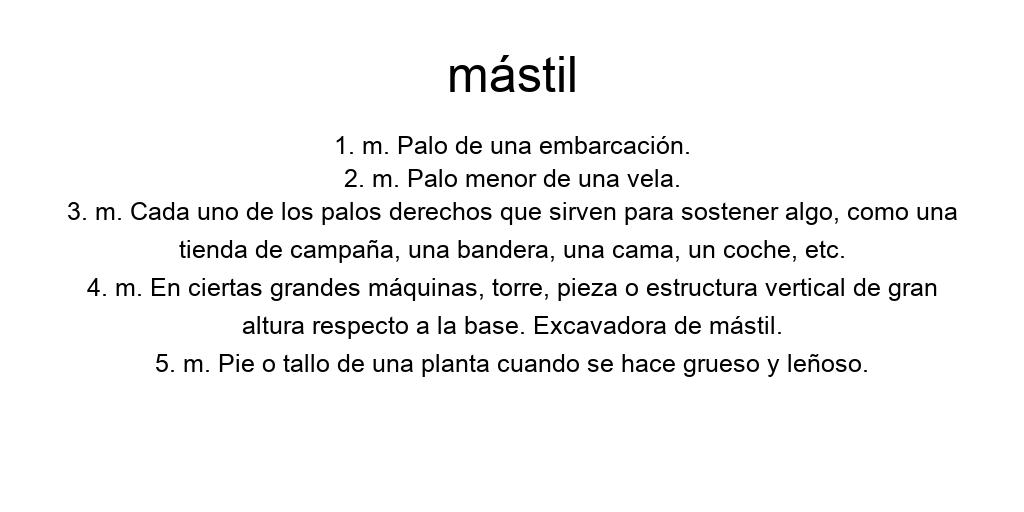 mástil
1. m. Palo de una embarcación.
2. m. Palo menor de una vela.
3. m. Cada uno de los palos derechos que sirven para sostener algo, como una
tienda de campaña, una bandera, una cama, un coche, etc.
4. m. En ciertas grandes máquinas, torre, pieza o estructura vertical de gran
altura respecto a la base. Excavadora de mástil.
5. m. Pie o tallo de una planta cuando se hace grueso y leñoso.